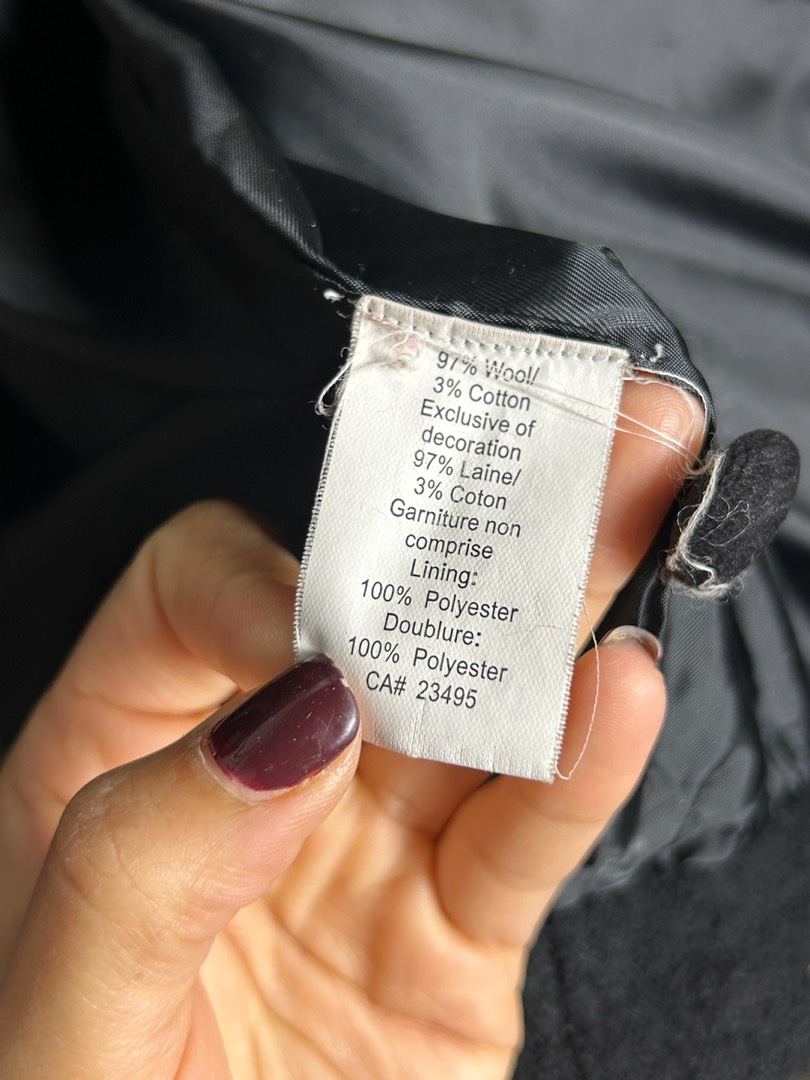 97% Wool/
3% Cotton
Exclusive of
decoration
97% Laine/
3% Coton
Garniture non
comprise
Lining:
100% Polyester
Doublure:
100% Polyester
CA# 23495